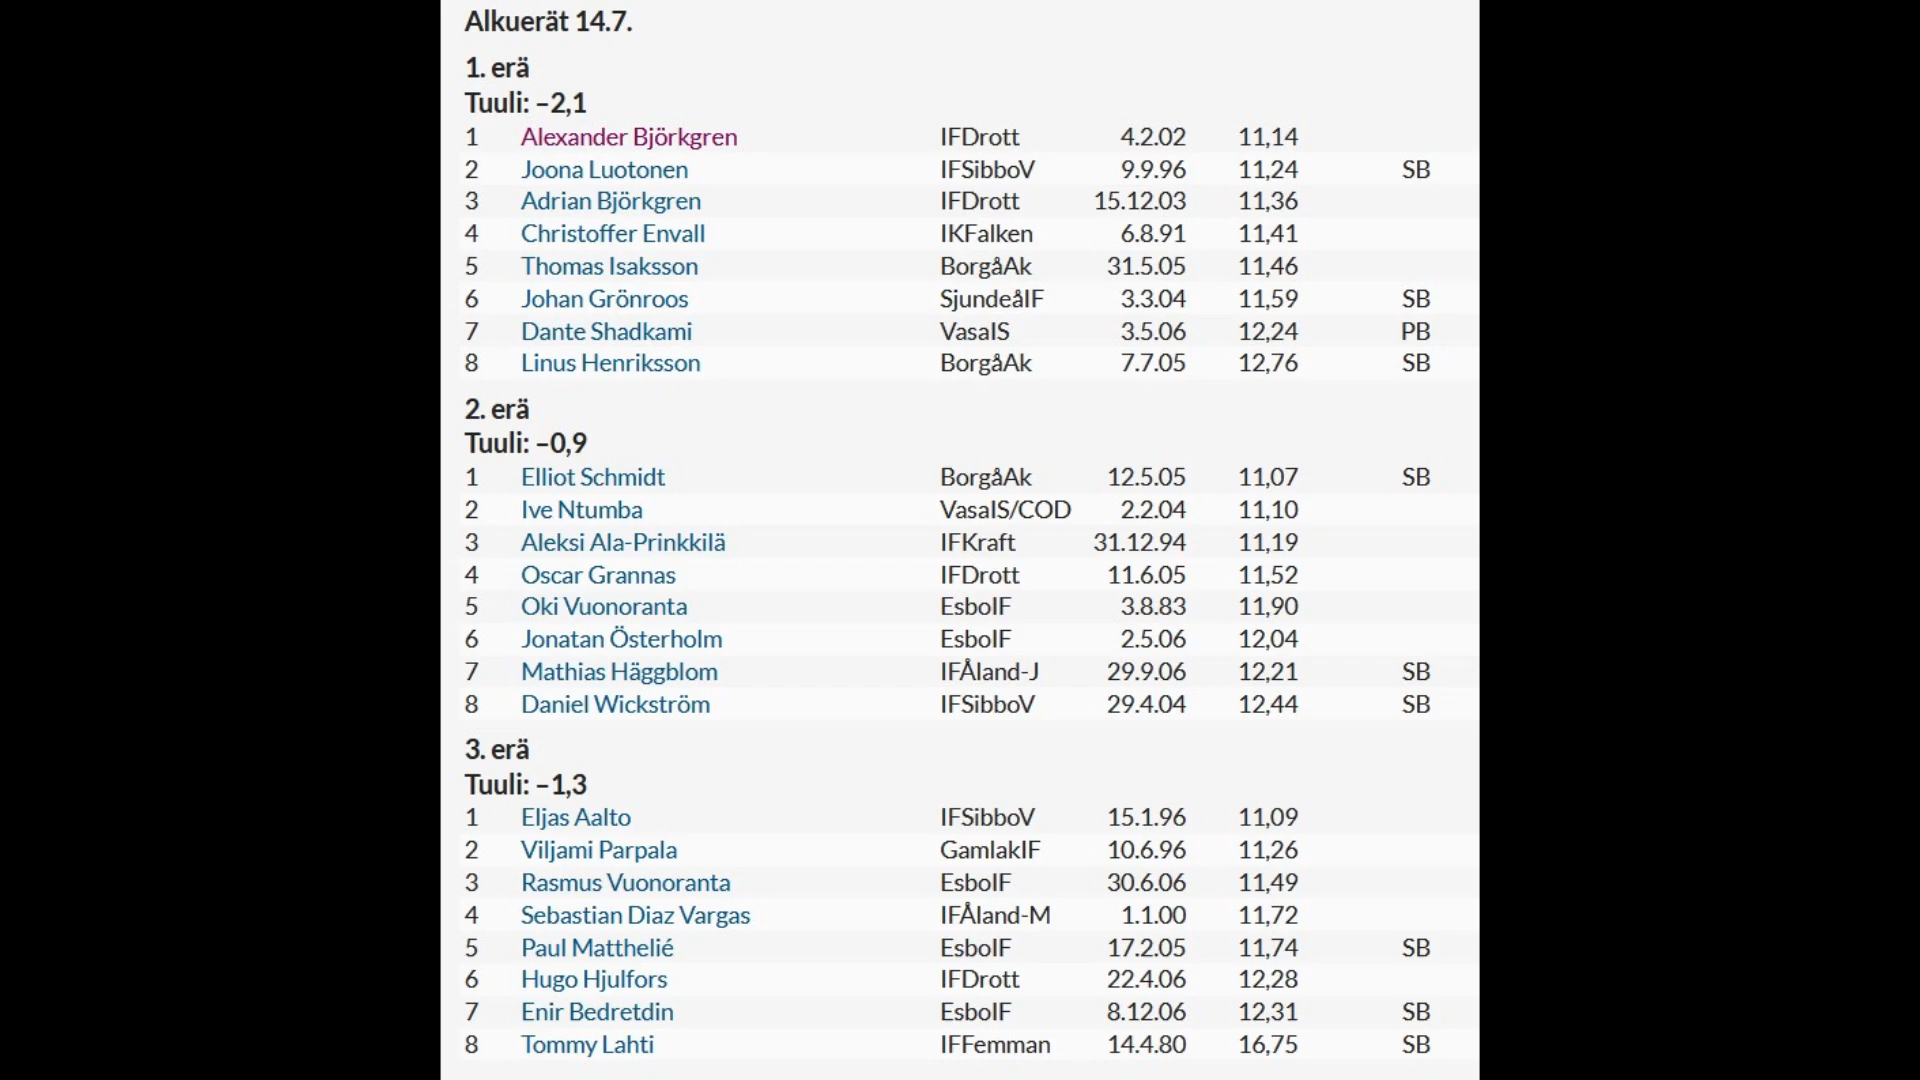 Alkuerät 14.7.
1. erä
Tuuli: –2,1
1 Alexander Björkgren IFDrott 4.2.02 11,14
2 Joona Luotonen IFSibboV 9.9.96 11,24 SB
3 Adrian Björkgren IFDrott 15.12.03 11,36
4 Christoffer Envall IKFalken 6.8.91 11,41
5 Thomas Isaksson BorgåAk 31.5.05 11,46
6 Johan Grönroos SjundeåIF 3.3.04 11,59 SB
7 Dante Shadkami VasaIS 3.5.06 12,24 PB
8 Linus Henriksson BorgåAk 7.7.05 12,76 SB
2. erä
Tuuli: –0,9
1 Elliot Schmidt BorgåAk 12.5.05 11,07 SB
2 Ive Ntumba VasaIS/COD 2.2.04 11,10
3 Aleksi Ala-Prinkkilä IFKraft 31.12.94 11,19
4 Oscar Grannas IFDrott 11.6.05 11,52
5 Oki Vuonoranta EsboIF 3.8.83 11,90
6 Jonatan Österholm EsboIF 2.5.06 12,04
7 Mathias Häggblom IFÅland-J 29.9.06 12,21 SB
8 Daniel Wickström IFSibboV 29.4.04 12,44 SB
3. erä
Tuuli: –1,3
1 Eljas Aalto IFSibboV 15.1.96 11,09
2 Viljami Parpala GamlakIF 10.6.96 11,26
3 Rasmus Vuonoranta EsboIF 30.6.06 11,49
4 Sebastian Diaz Vargas IFÅland-M 1.1.00 11,72
5 Paul Matthelié EsboIF 17.2.05 11,74 SB
6 Hugo Hjulfors IFDrott 22.4.06 12,28
7 Enir Bedretdin EsboIF 8.12.06 12,31 SB
8 Tommy Lahti IFFemman 14.4.80 16,75 SB